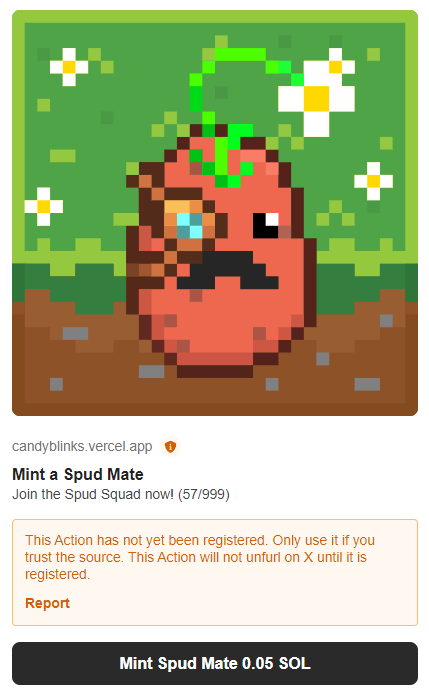 candyblinks.vercel.app
Mint a Spud Mate
Join the Spud Squad now! (57/999)
This Action has not yet been registered. Only use it if you
trust the source. This Action will not unfurl on X until it is
registered.
Report
Mint Spud Mate 0.05 SOL